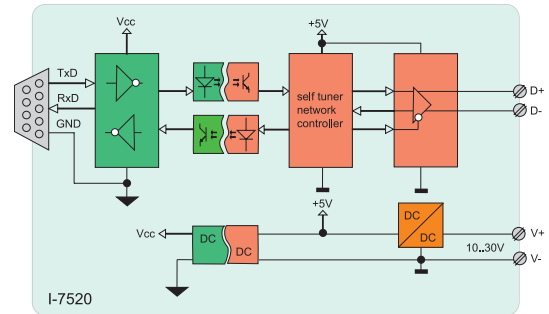 Vcc
+5V
TxD
RxD
GND
self tuner
network
controller
D+
D-
+5V
Vcc
DC
DC
DC
DC
10..30V
V+
V-
I-7520